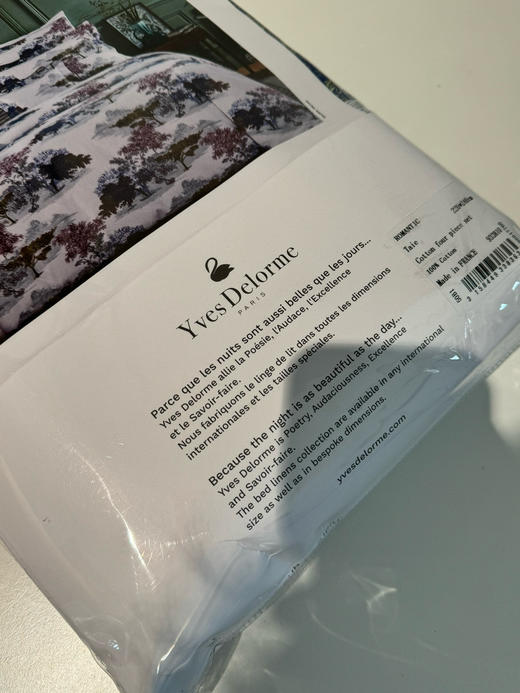 Yves Delorme
PARIS
Parce que les nuits sont aussi belles que les jours...
Yves Delorme allie la Poésie, l'Audace, l'Excellence
et le Savoir-faire.
Nous fabriquons le linge de lit dans toutes les dimensions
internationales et les tailles spéciales.
Because the night is as beautiful as the day...
Yves Delorme is Poetry, Audaciousness, Excellence
and Savoir-faire.
The bed linens collection are available in any international
size as well as in bespoke dimensions.
yvesdelorme.com
ROMANTIC
Taie
Cotton four piece set
100% Cotton
Made in FRANCE